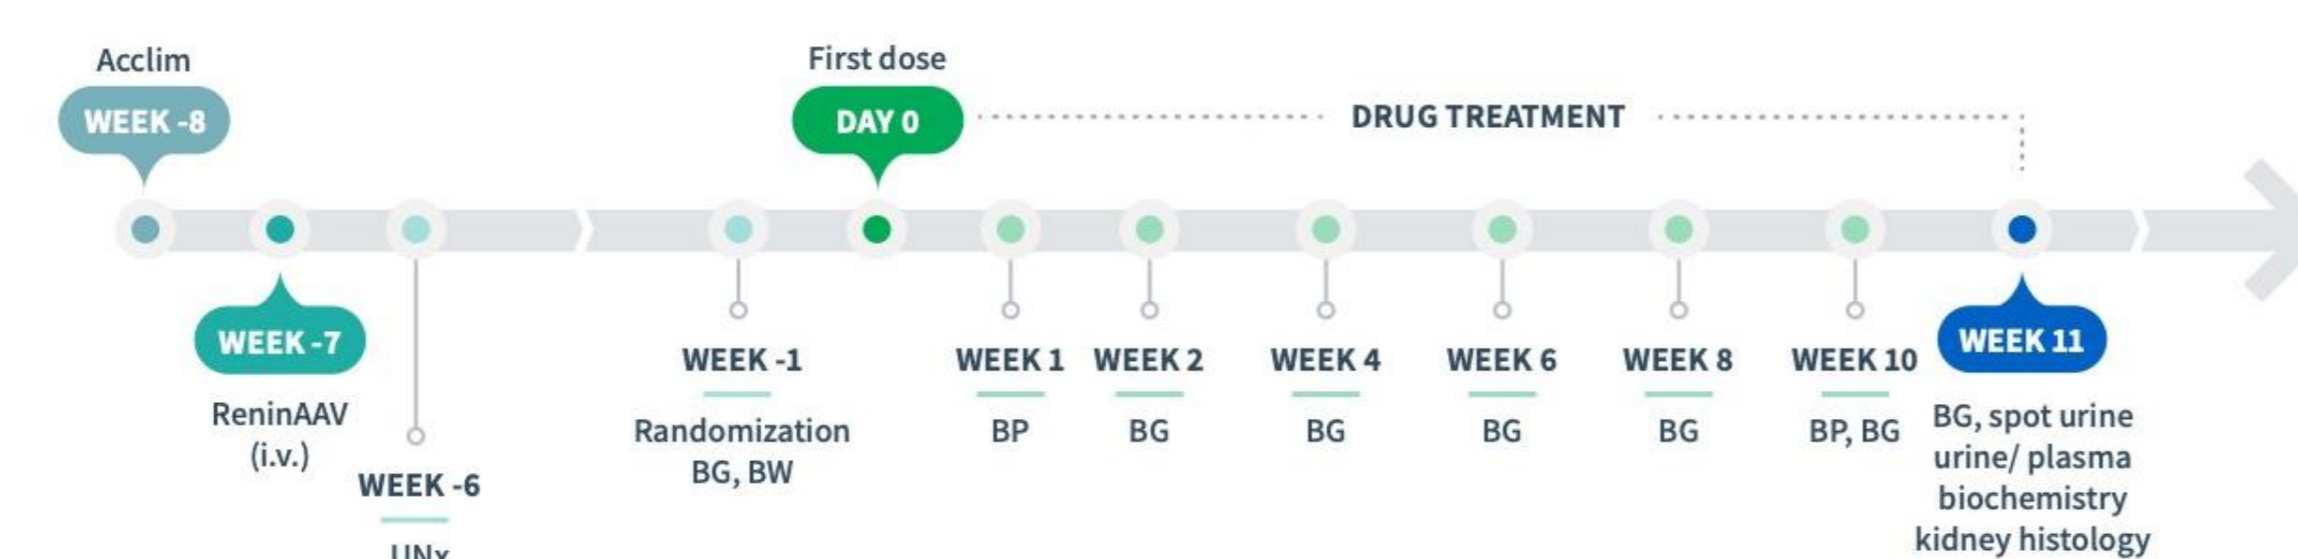 Acclim
WEEK -8
First dose
DAY 0
DRUG TREATMENT
WEEK -7
ReninAAV
(i.v.)
WEEK -6
UNx
WEEK -1
Randomization
BG, BW
WEEK 1
BP
WEEK 2
BG
WEEK 4
BG
WEEK 6
BG
WEEK 8
BG
WEEK 10
BP, BG
WEEK 11
BG, spot urine
urine/ plasma
biochemistry
kidney histology